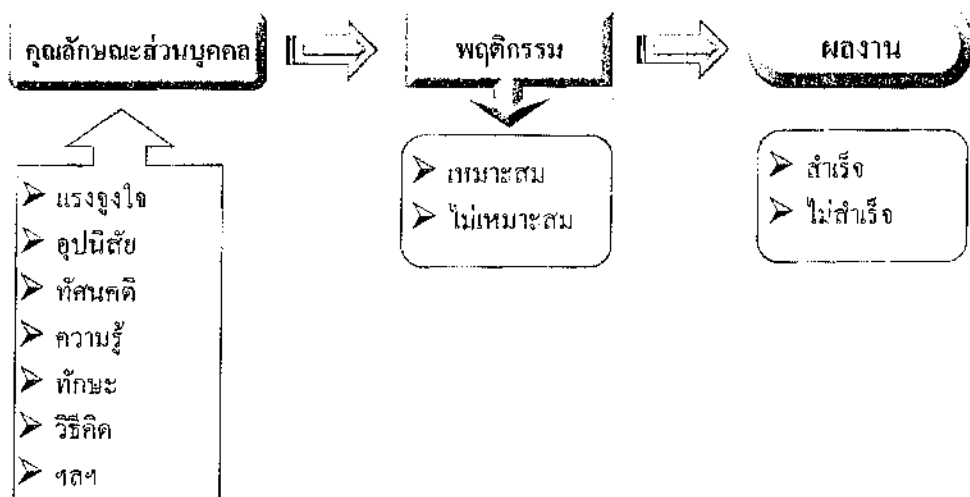 คุณลักษณะส่วนบุคคล
พฤติกรรม
ผลงาน
แรงจูงใจ
อุปนิสัย
ทัศนคติ
ความรู้
ทักษะ
วิธีคิด
ฯลฯ
เหมาะสม
ไม่เหมาะสม
สำเร็จ
ไม่สำเร็จ